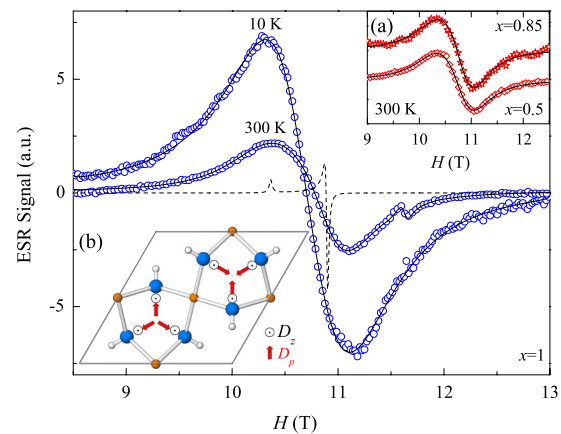 (a)
x=0.85
x=0.5
300 K
9 10 11 12
H (T)
10 K
300 K
ESR Signal (a.u.)
5
0
-5
(b)
D_z
D_p
x=1
9 10 11 12 13
H (T)